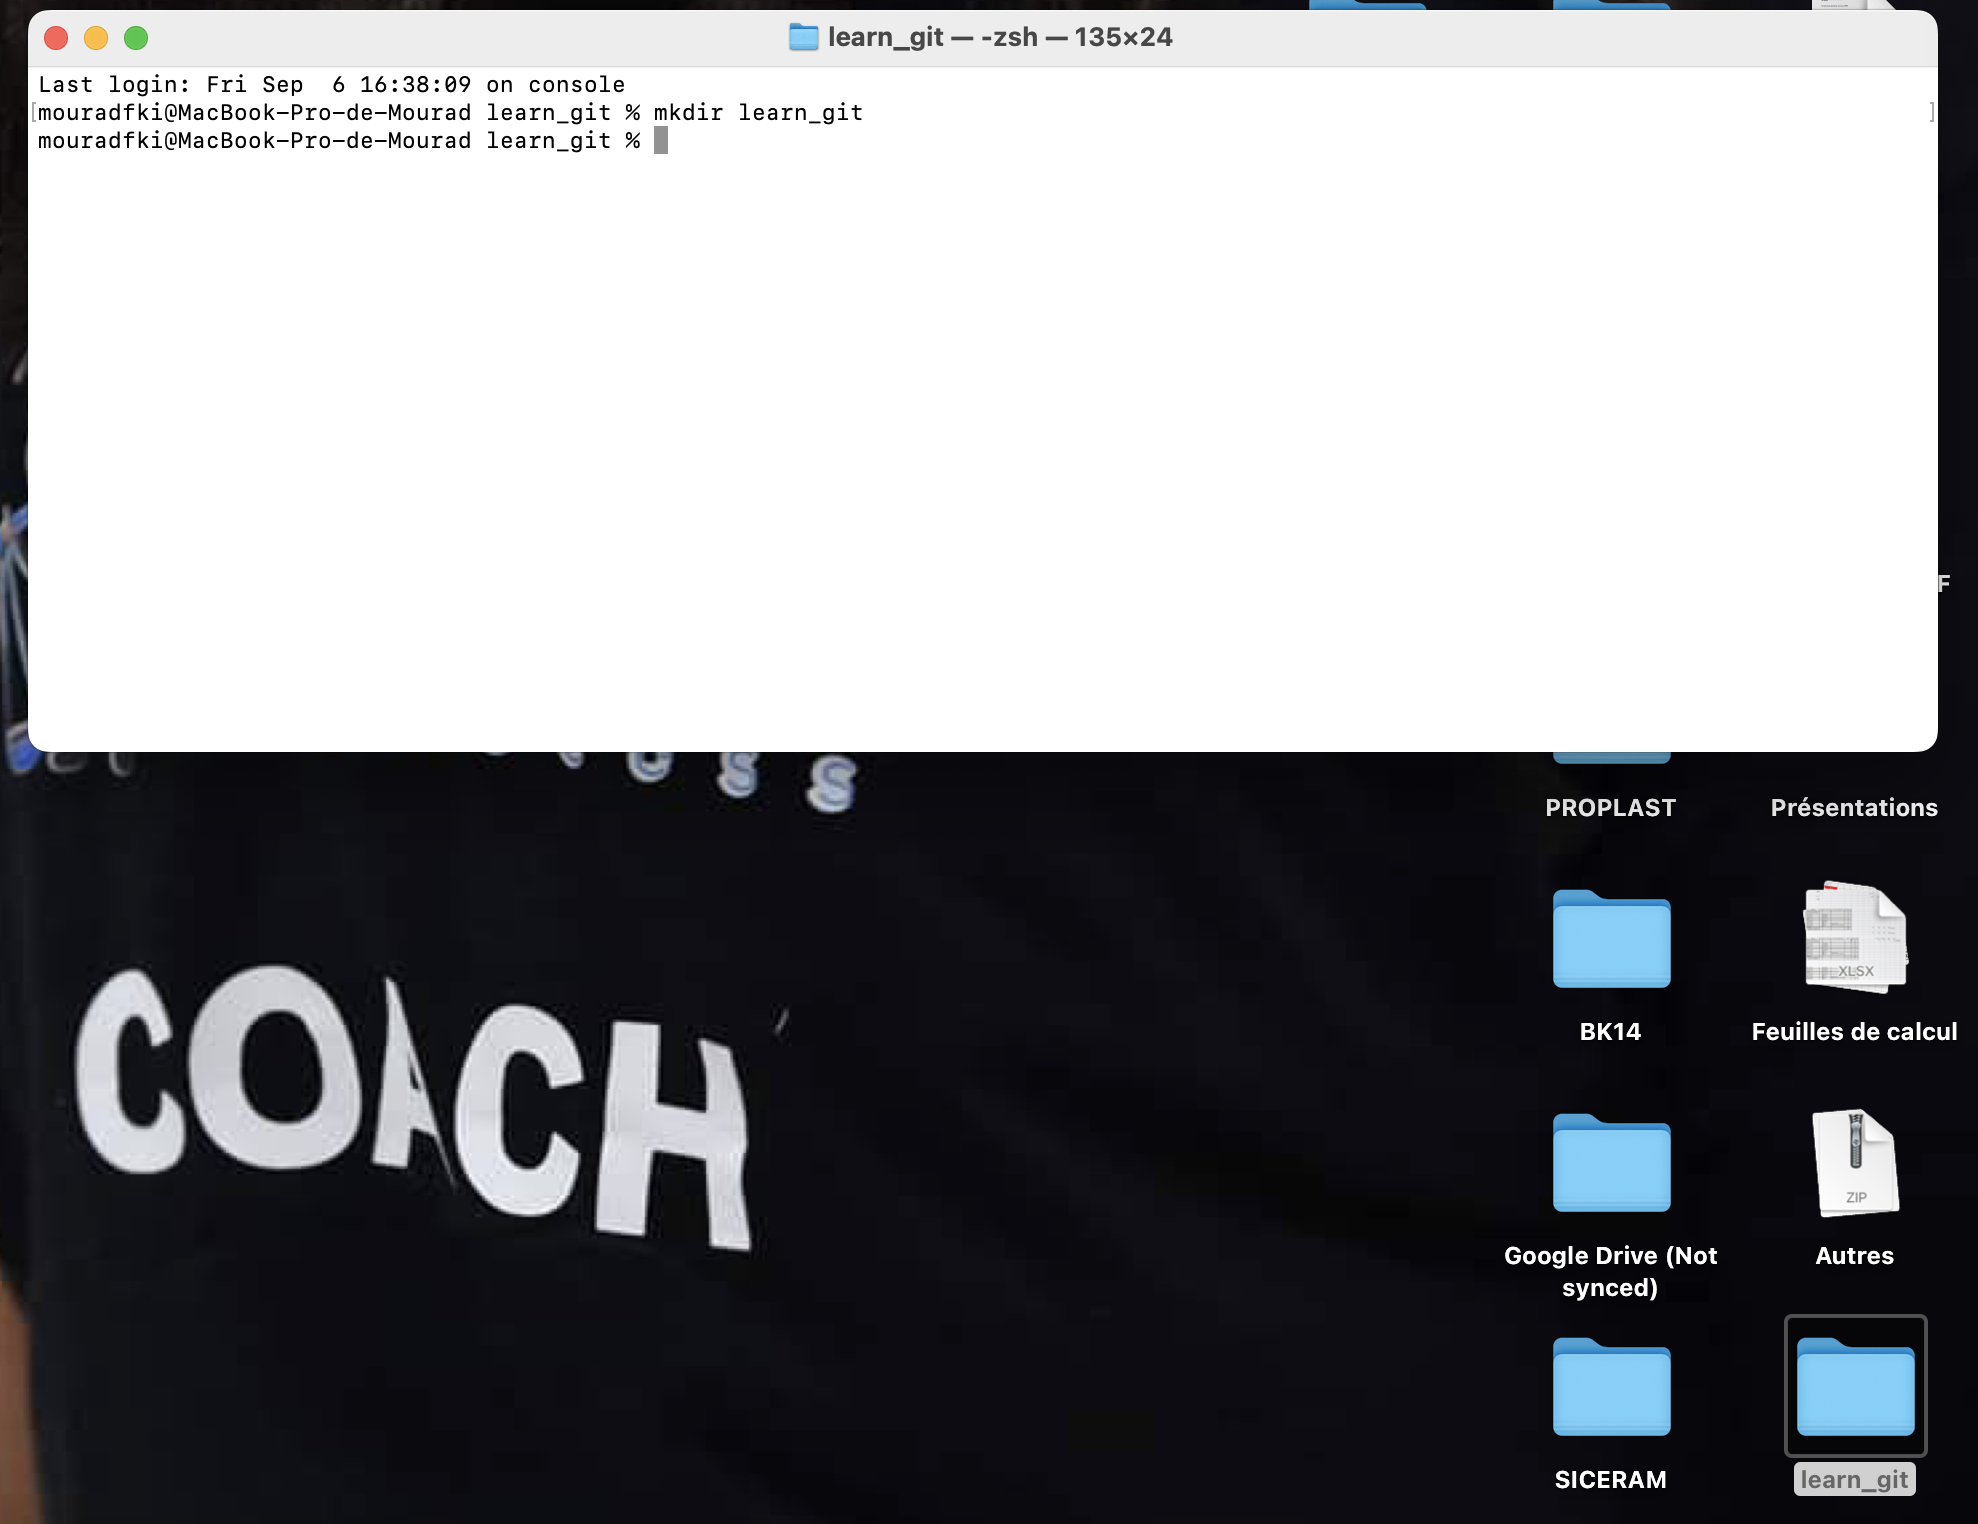 learn_git — -zsh — 135×24
Last login: Fri Sep  6 16:38:09 on console
[mouradfki@MacBook-Pro-de-Mourad learn_git % mkdir learn_git ]
mouradfki@MacBook-Pro-de-Mourad learn_git %
F
PROPLAST
Présentations
COACH
XLSX
BK14
Feuilles de calcul
ZIP
Google Drive (Not
synced)
Autres
SICERAM
learn_git